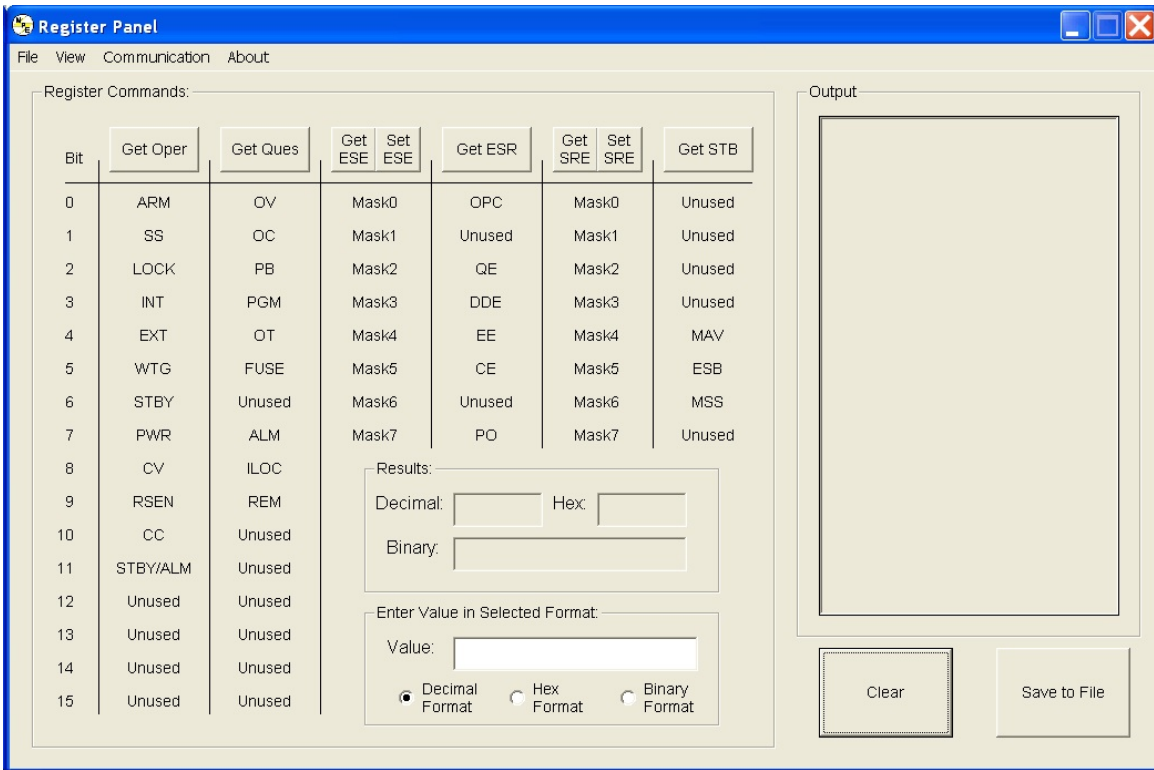 Register Panel
File View Communication About
Register Commands:
Bit Get Oper Get Ques Get ESE Set ESE Get ESR Get SRE Set SRE Get STB
0 ARM OV Mask0 OPC Mask0 Unused
1 SS OC Mask1 Unused Mask1 Unused
2 LOCK PB Mask2 QE Mask2 Unused
3 INT PGM Mask3 DDE Mask3 Unused
4 EXT OT Mask4 EE Mask4 MAV
5 WTG FUSE Mask5 CE Mask5 ESB
6 STBY Unused Mask6 Unused Mask6 MSS
7 PWR ALM Mask7 PO Mask7 Unused
8 CV ILOC
9 RSEN REM
10 CC Unused
11 STBY/ALM Unused
12 Unused Unused
13 Unused Unused
14 Unused Unused
15 Unused Unused
Results:
Decimal: Hex:
Binary:
Enter Value in Selected Format:
Value:
Decimal Format Hex Format Binary Format
Output
Clear Save to File